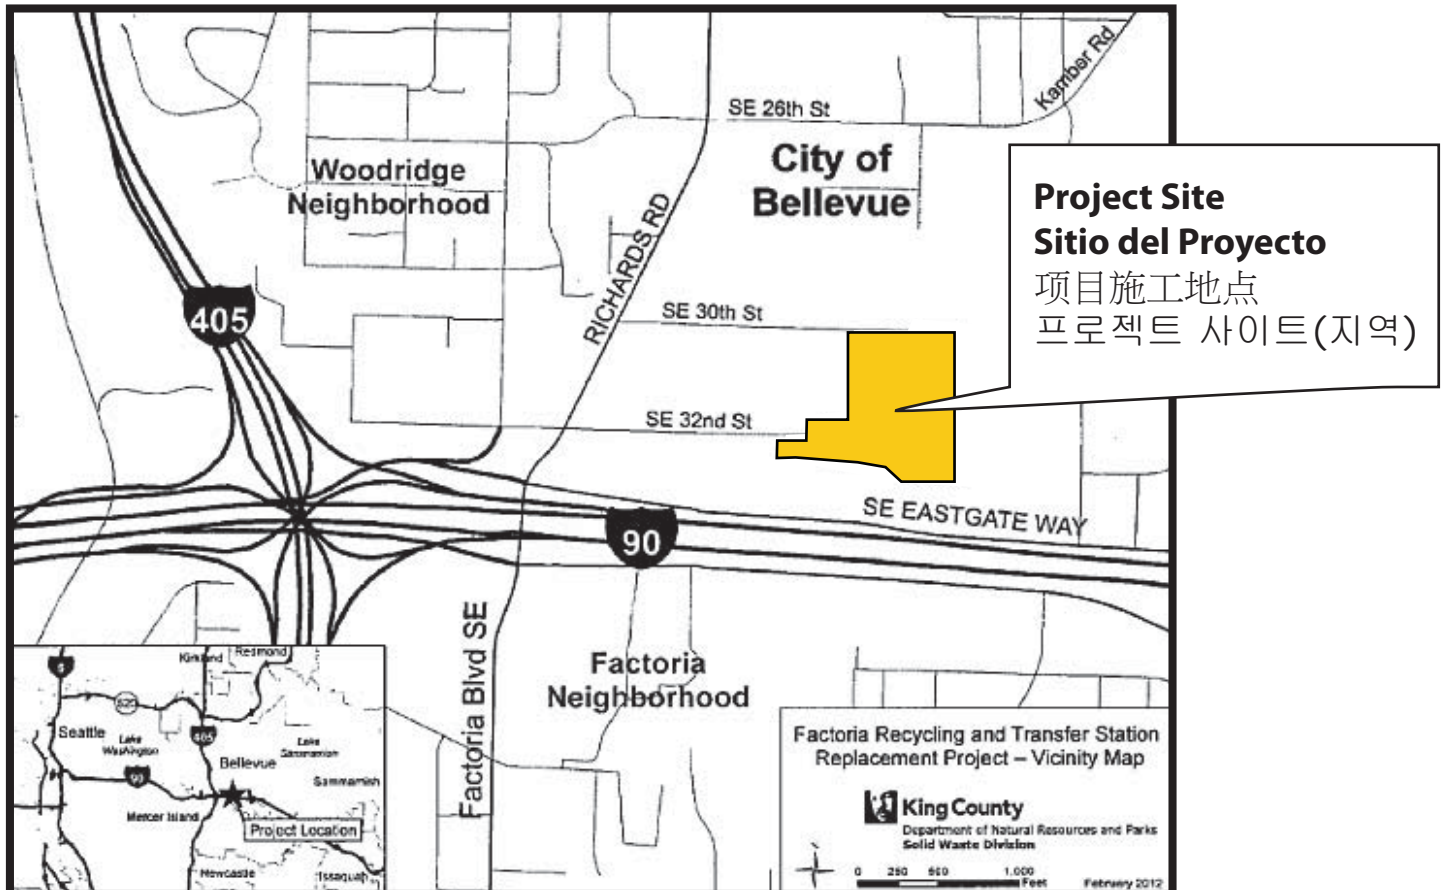 SE 26th St
Kamber Rd
Woodridge
Neighborhood
City of
Bellevue
Project Site
Sitio del Proyecto
项目施工地点
프로젝트 사이트(지역)
RICHARDS RD
405
SE 30th St
SE 32nd St
SE EASTGATE WAY
90
Factoria Blvd SE
Factoria
Neighborhood
Kirkland
Redmond
5
520
Seattle
Lake
Washington
405
Lake
Sammamish
Bellevue
90
Sammamish
Mercer Island
Project Location
Newcastle
Issaquah
Factoria Recycling and Transfer Station
Replacement Project – Vicinity Map
King County
Department of Natural Resources and Parks
Solid Waste Division
0 250 500 1,000
Feet
February 2012